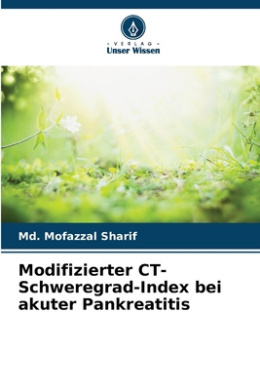 VERLAG
Unser Wissen
Md. Mofazzal Sharif
Modifizierter CT-
Schweregrad-Index bei
akuter Pankreatitis